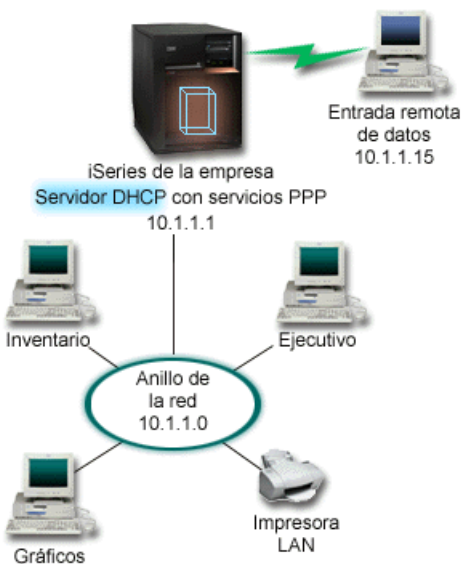 Entrada remota
de datos
10.1.1.15
iSeries de la empresa
Servidor DHCP con servicios PPP
10.1.1.1
Inventario
Ejecutivo
Anillo de
la red
10.1.1.0
Impresora
LAN
Gráficos